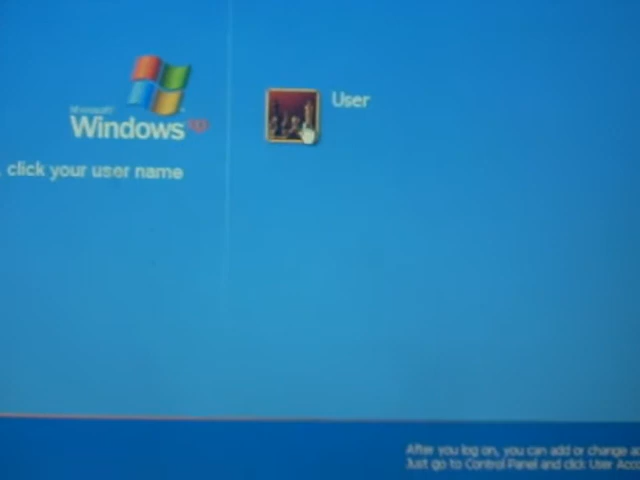 Microsoft
Windows xp
click your user name
User
After you log on, you can add or change
Just go to Control Panel and click User